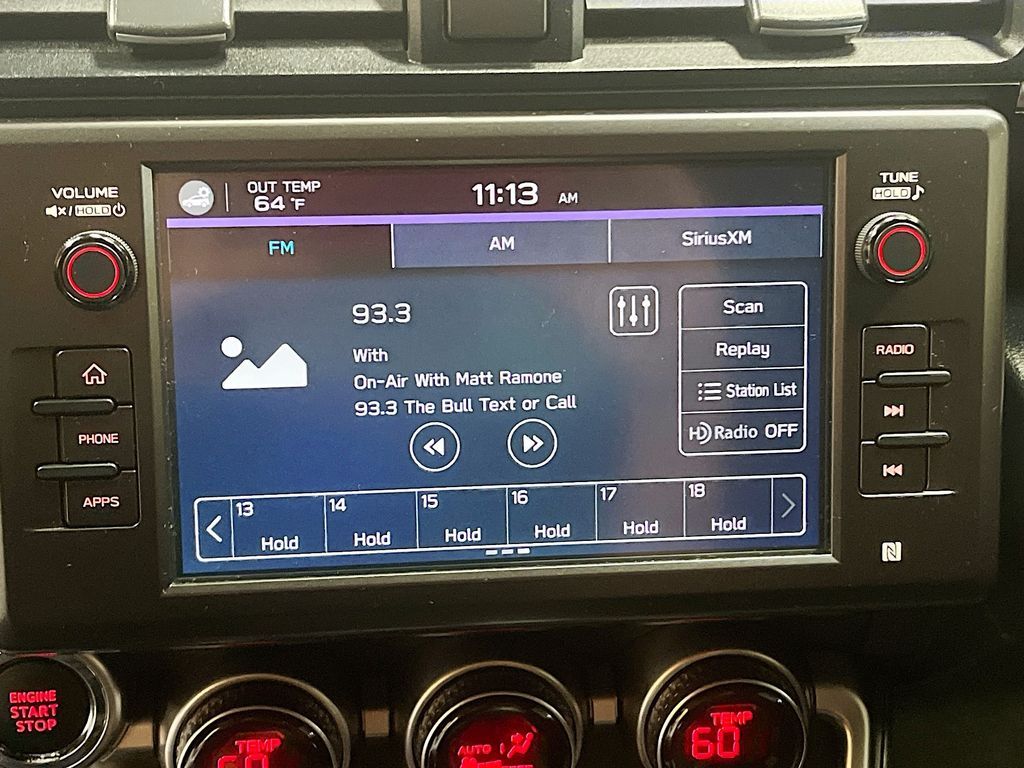 VOLUME
HOLD
OUT TEMP
64 °F
11:13 AM
TUNE
HOLD
FM
AM
SiriusXM
93.3
With
On-Air With Matt Ramone
93.3 The Bull Text or Call
Scan
Replay
Station List
HD Radio OFF
PHONE
APPS
RADIO
13
14
15
16
17
18
Hold
Hold
Hold
Hold
Hold
Hold
N
ENGINE
START
STOP
TEMP
60
AUTO
TEMP
60